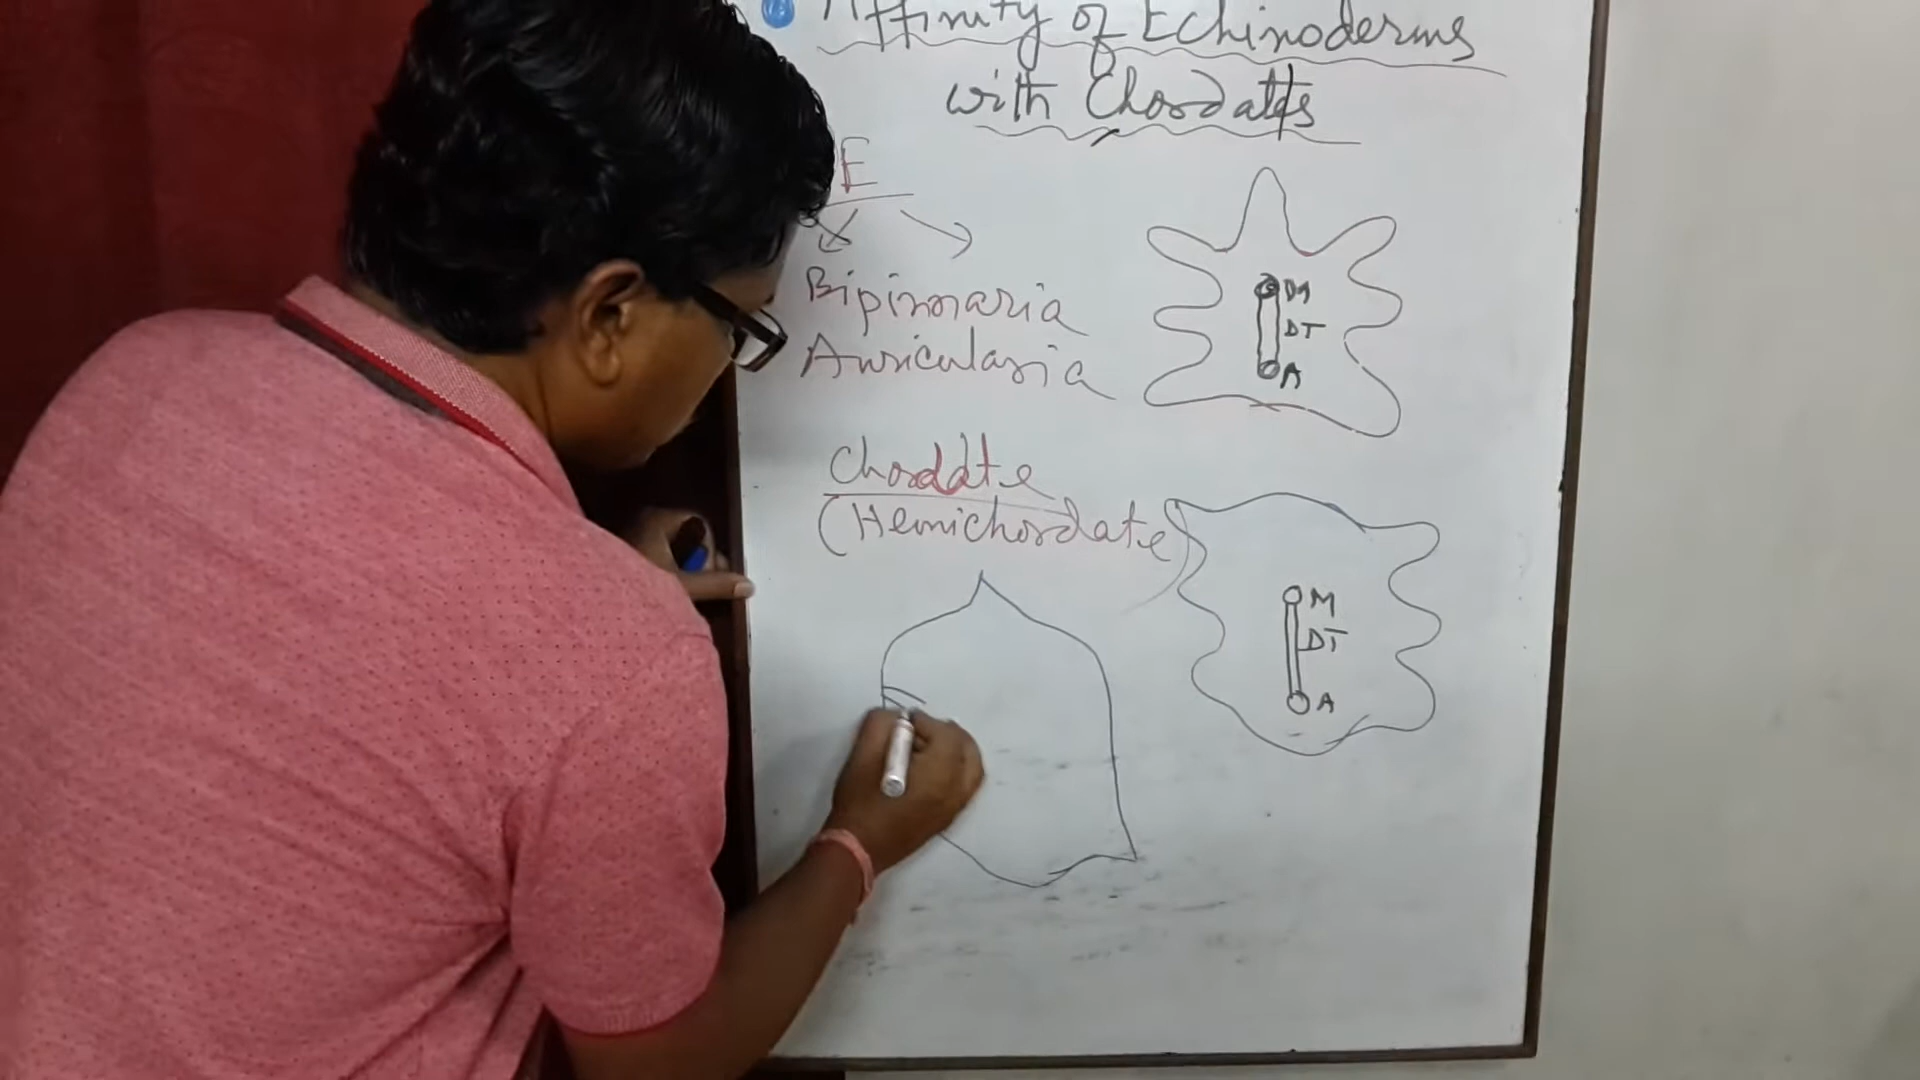 Affinity of Echinoderms
with Chordates
E
Bipinnaria
Auricularia
M
DT
A
Chordate
(Hemichordate)
M
DT
A